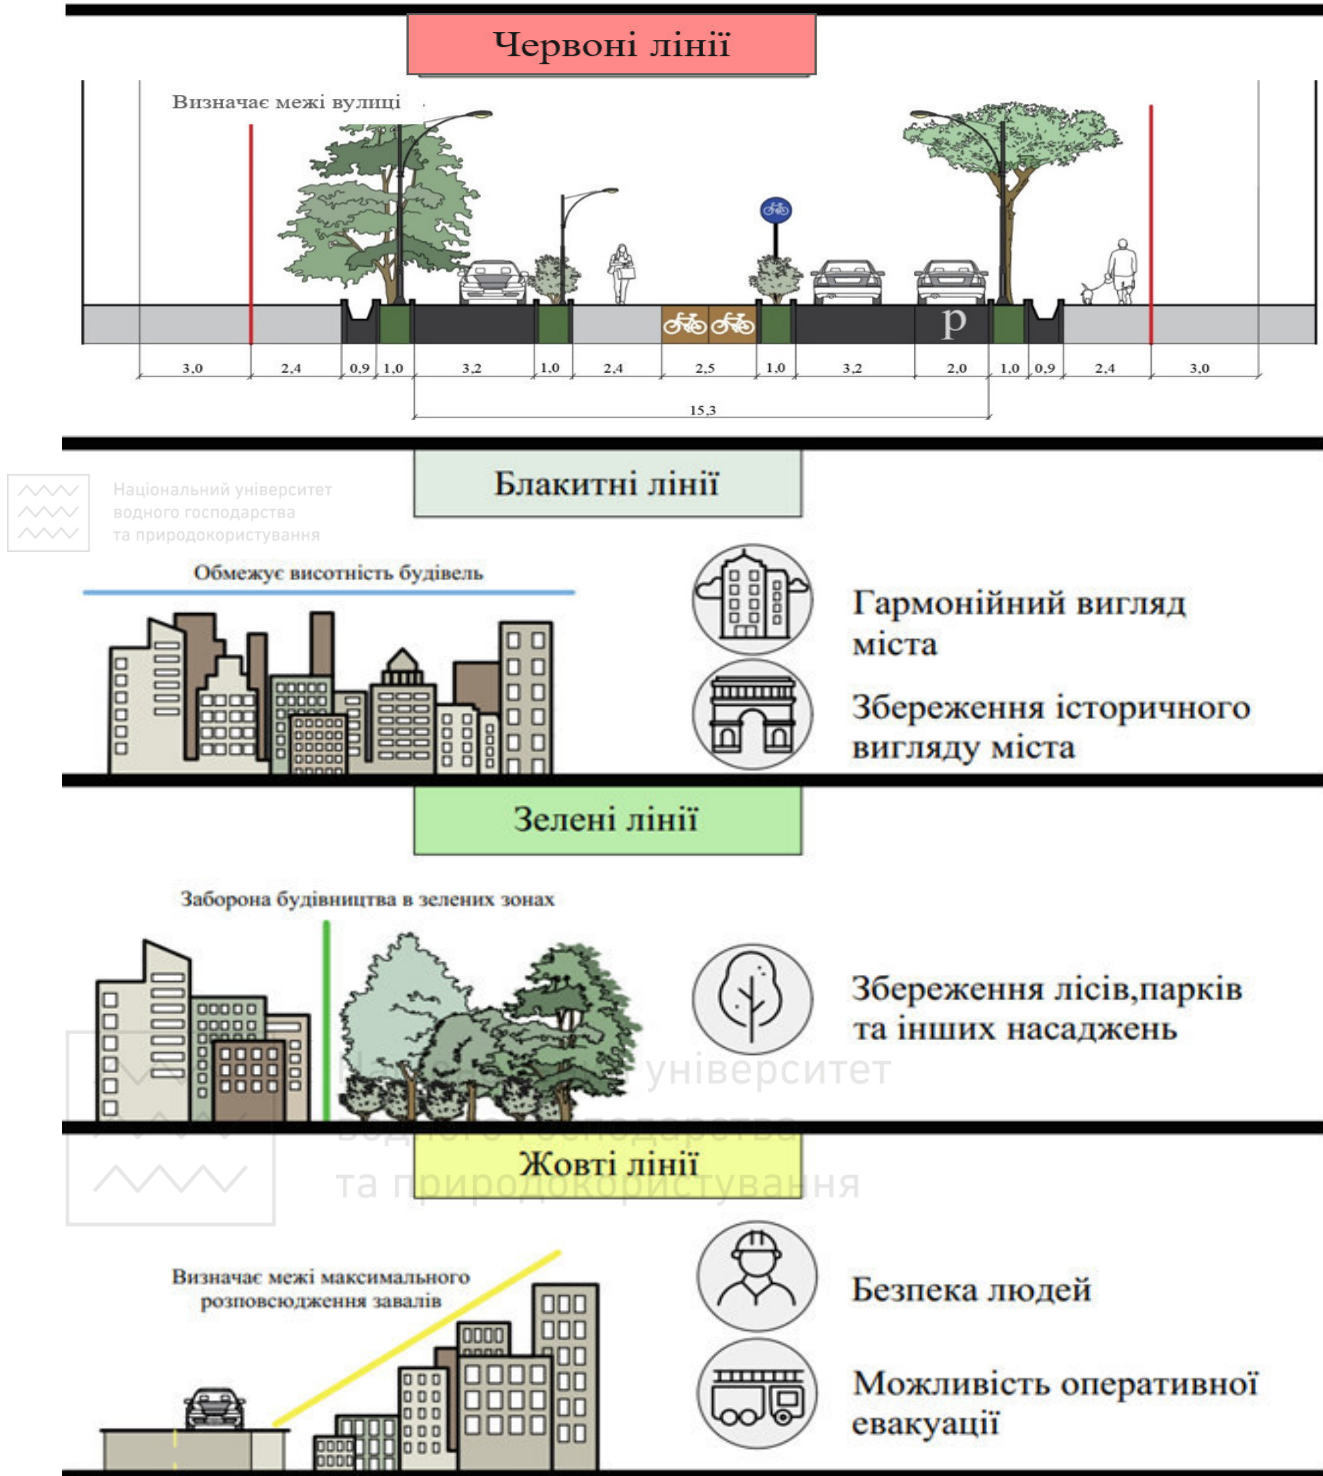 Червоні лінії
Визначає межі вулиці
p
3,0 2,4 0,9 1,0 3,2 1,0 2,4 2,5 1,0 3,2 2,0 1,0 0,9 2,4 3,0
15,3
Блакитні лінії
Національний університет
водного господарства
та природокористування
Обмежує висотність будівель
Гармонійний вигляд
міста
Збереження історичного
вигляду міста
Зелені лінії
Заборона будівництва в зелених зонах
Збереження лісів,парків
та інших насаджень
Національний університет
водного господарства
та природокористування
Жовті лінії
Визначає межі максимального
розповсюдження завалів
Безпека людей
Можливість оперативної
евакуації